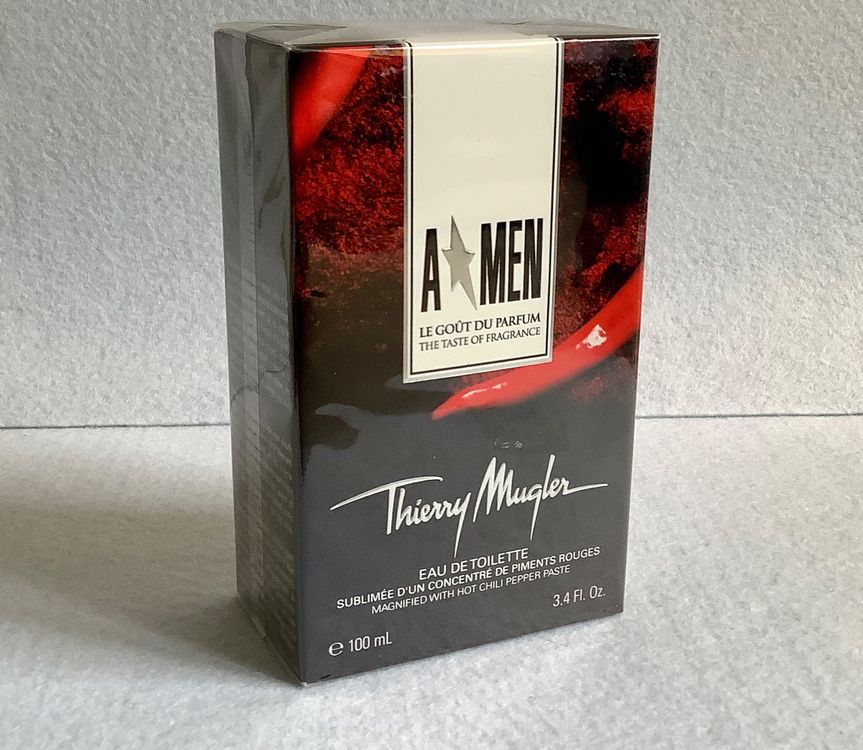 A★MEN
LE GOÛT DU PARFUM
THE TASTE OF FRAGRANCE
Thierry Mugler
EAU DE TOILETTE
SUBLIMÉE D'UN CONCENTRÉ DE PIMENTS ROUGES
MAGNIFIED WITH HOT CHILI PEPPER PASTE
℮ 100 mL
3.4 Fl. Oz.